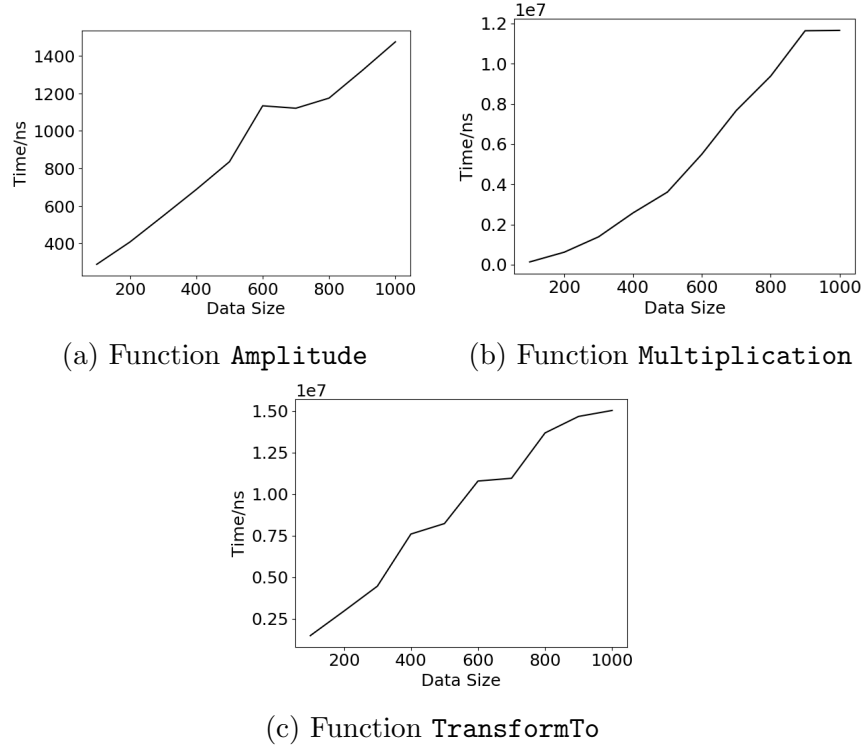 1400
1200
1000
800
600
400
Time/ns
200 400 600 800 1000
Data Size
(a) Function Amplitude
1e7
1.2
1.0
0.8
0.6
0.4
0.2
0.0
Time/ns
200 400 600 800 1000
Data Size
(b) Function Multiplication
1e7
1.50
1.25
1.00
0.75
0.50
0.25
Time/ns
200 400 600 800 1000
Data Size
(c) Function TransformTo